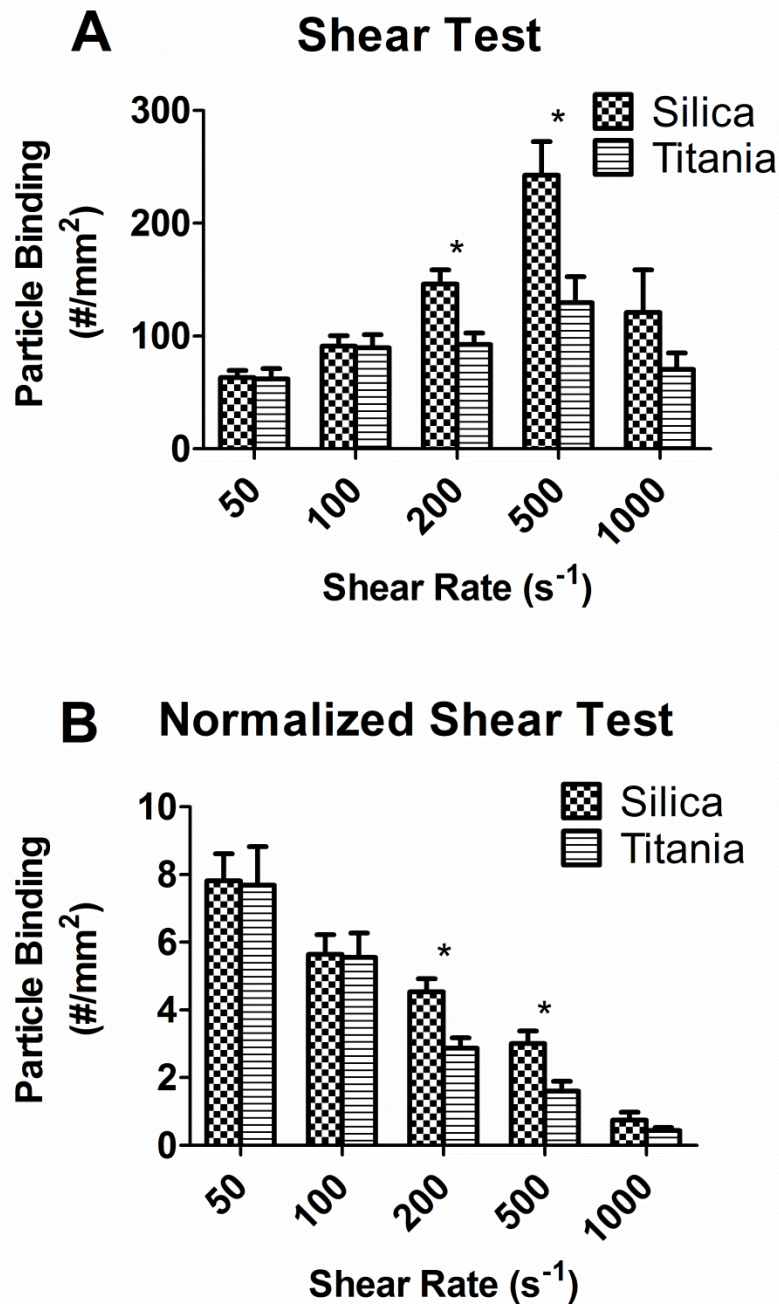 A Shear Test
Silica
Titania
Particle Binding
(#/mm²)
300
200
100
0
*
*
50
100
200
500
1000
Shear Rate (s⁻¹)
B Normalized Shear Test
Silica
Titania
Particle Binding
(#/mm²)
10
8
6
4
2
0
*
*
50
100
200
500
1000
Shear Rate (s⁻¹)